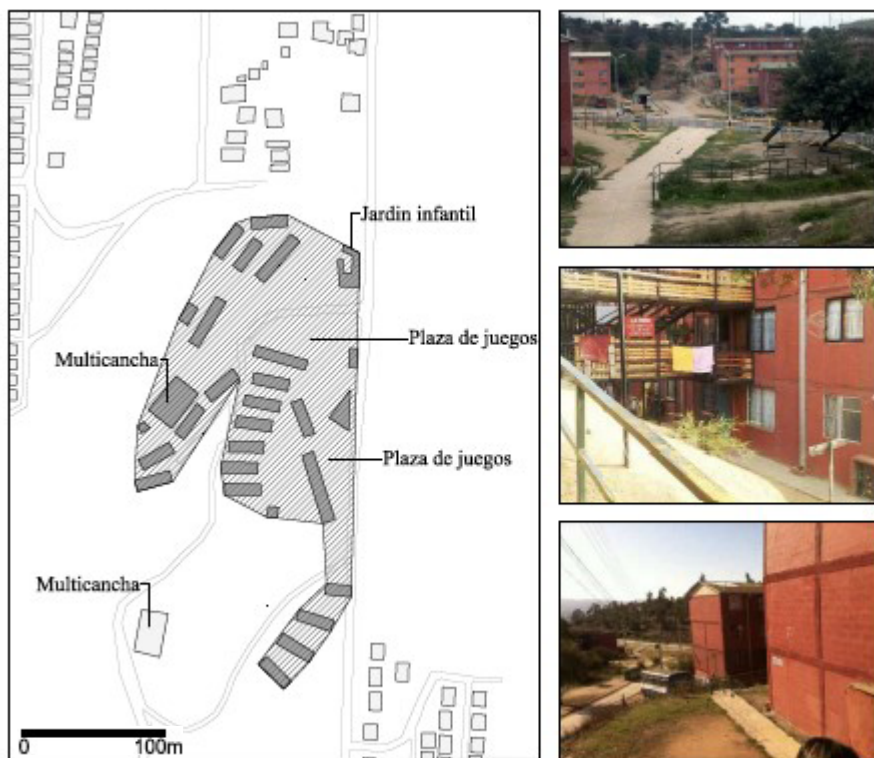 Jardin infantil
Plaza de juegos
Multicancha
Plaza de juegos
Multicancha
0 100m